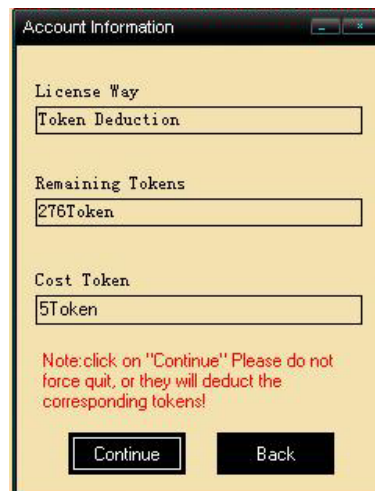 Account Information
License Way
Token Deduction
Remaining Tokens
276Token
Cost Token
5Token
Note:click on "Continue" Please do not
force quit, or they will deduct the
corresponding tokens!
Continue Back